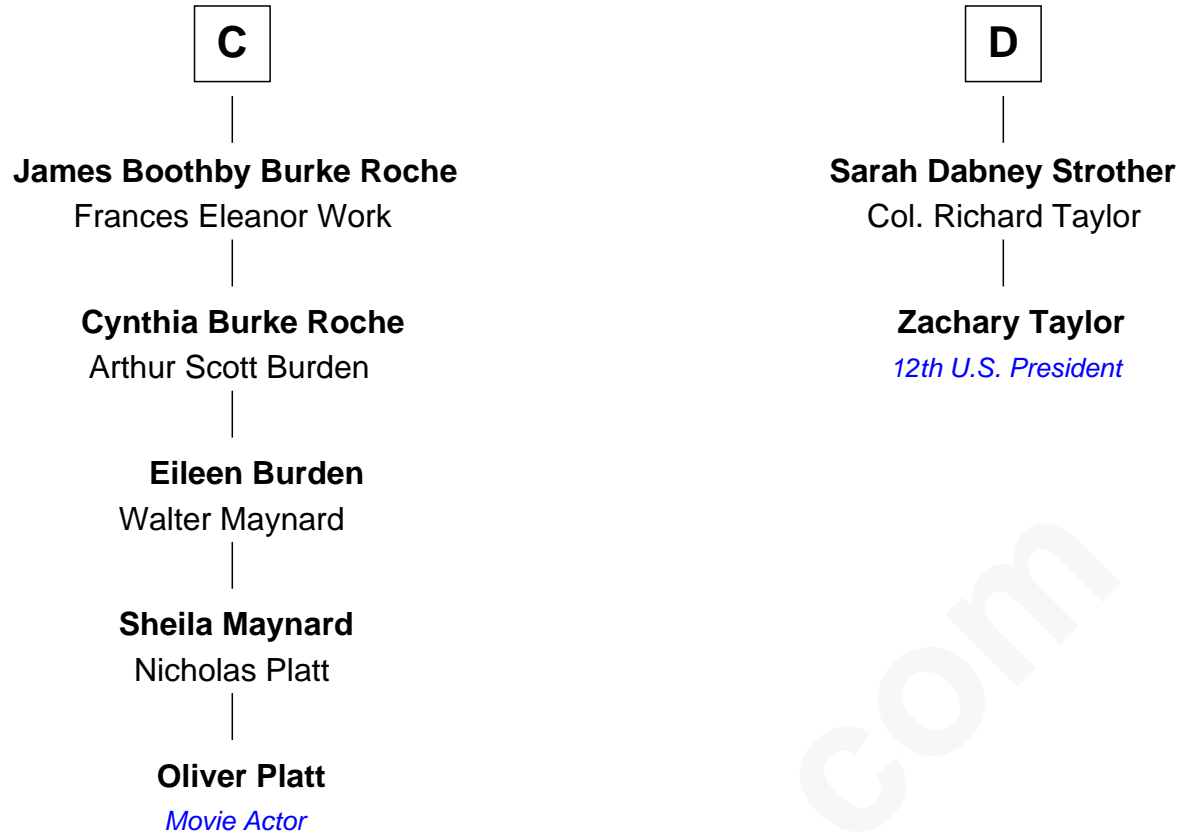 C
James Boothby Burke Roche
Frances Eleanor Work
Cynthia Burke Roche
Arthur Scott Burden
Eileen Burden
Walter Maynard
Sheila Maynard
Nicholas Platt
Oliver Platt
Movie Actor
D
Sarah Dabney Strother
Col. Richard Taylor
Zachary Taylor
12th U.S. President
com